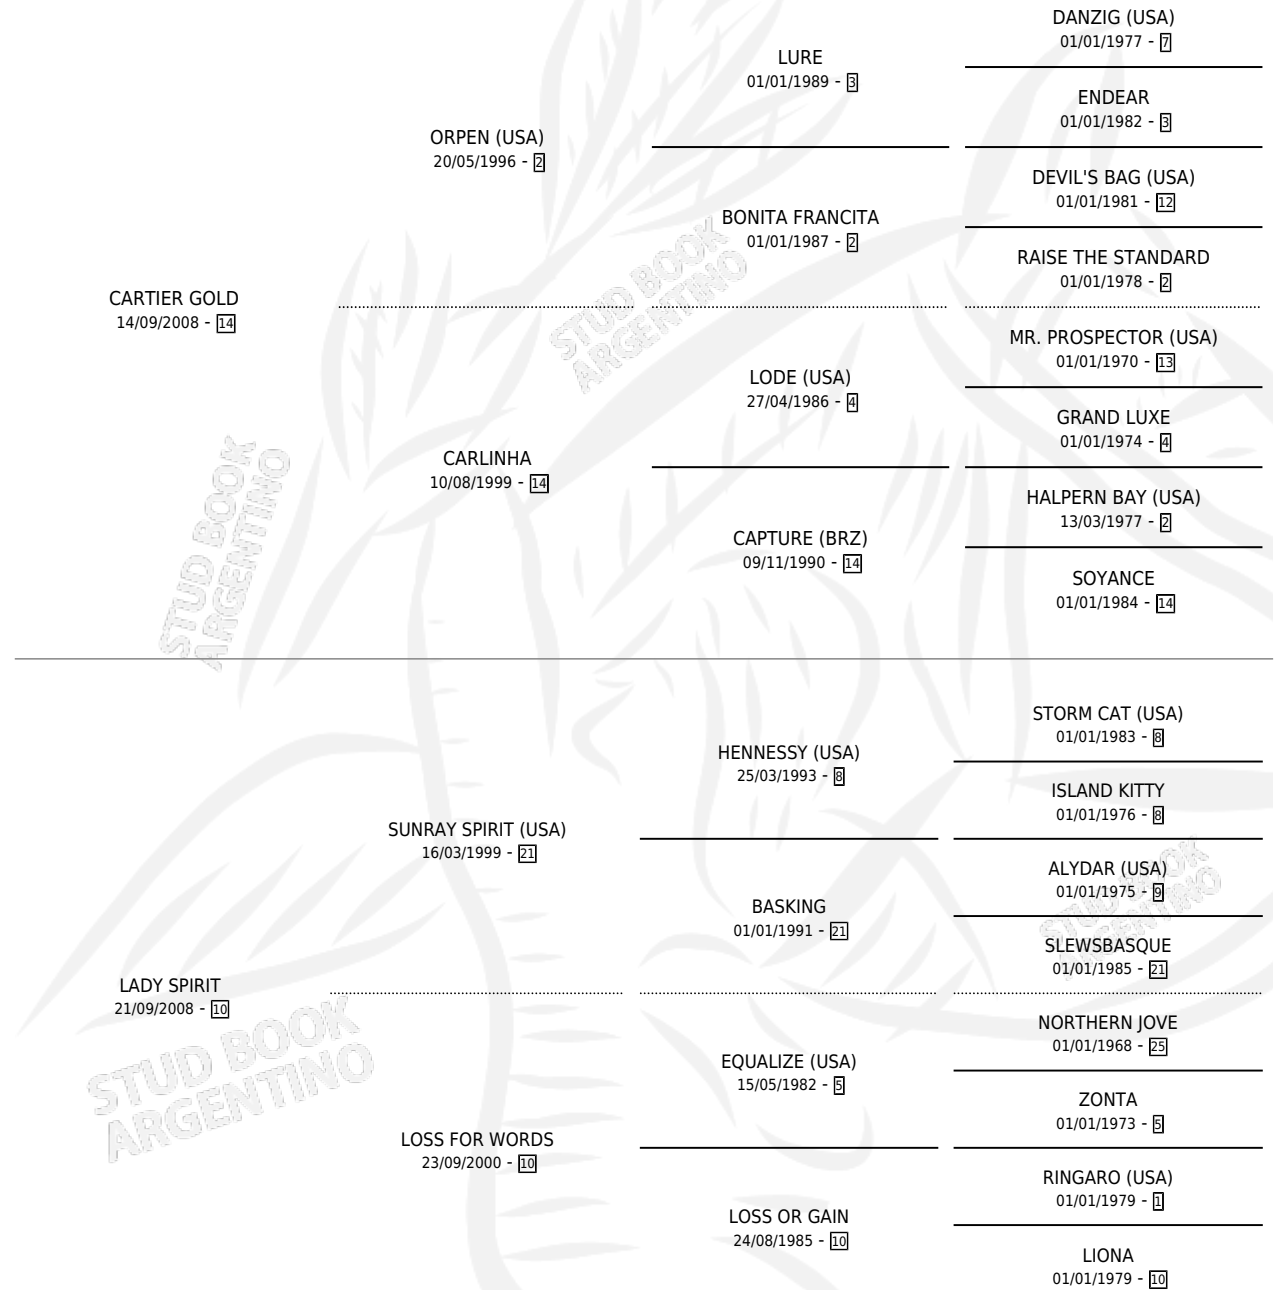 DANZIG (USA)
01/01/1977 - 7
LURE
01/01/1989 - 3
ENDEAR
01/01/1982 - 3
ORPEN (USA)
20/05/1996 - 2
DEVIL'S BAG (USA)
01/01/1981 - 12
BONITA FRANCITA
01/01/1987 - 2
RAISE THE STANDARD
01/01/1978 - 2
CARTIER GOLD
14/09/2008 - 14
MR. PROSPECTOR (USA)
01/01/1970 - 13
LODE (USA)
27/04/1986 - 4
GRAND LUXE
01/01/1974 - 4
CARLINHA
10/08/1999 - 14
HALPERN BAY (USA)
13/03/1977 - 2
CAPTURE (BRZ)
09/11/1990 - 14
SOYANCE
01/01/1984 - 14
STORM CAT (USA)
01/01/1983 - 8
HENNESSY (USA)
25/03/1993 - 8
ISLAND KITTY
01/01/1976 - 8
SUNRAY SPIRIT (USA)
16/03/1999 - 21
ALYDAR (USA)
01/01/1975 - 9
BASKING
01/01/1991 - 21
SLEWSBASQUE
01/01/1985 - 21
LADY SPIRIT
21/09/2008 - 10
NORTHERN JOVE
01/01/1968 - 25
EQUALIZE (USA)
15/05/1982 - 5
ZONTA
01/01/1973 - 5
LOSS FOR WORDS
23/09/2000 - 10
RINGARO (USA)
01/01/1979 - 1
LOSS OR GAIN
24/08/1985 - 10
LIONA
01/01/1979 - 10
STUD BOOK
ARGENTINO
STUD BOOK
ARGENTINO
STUD BOOK
ARGENTINO
STUD BOOK
ARGENTINO